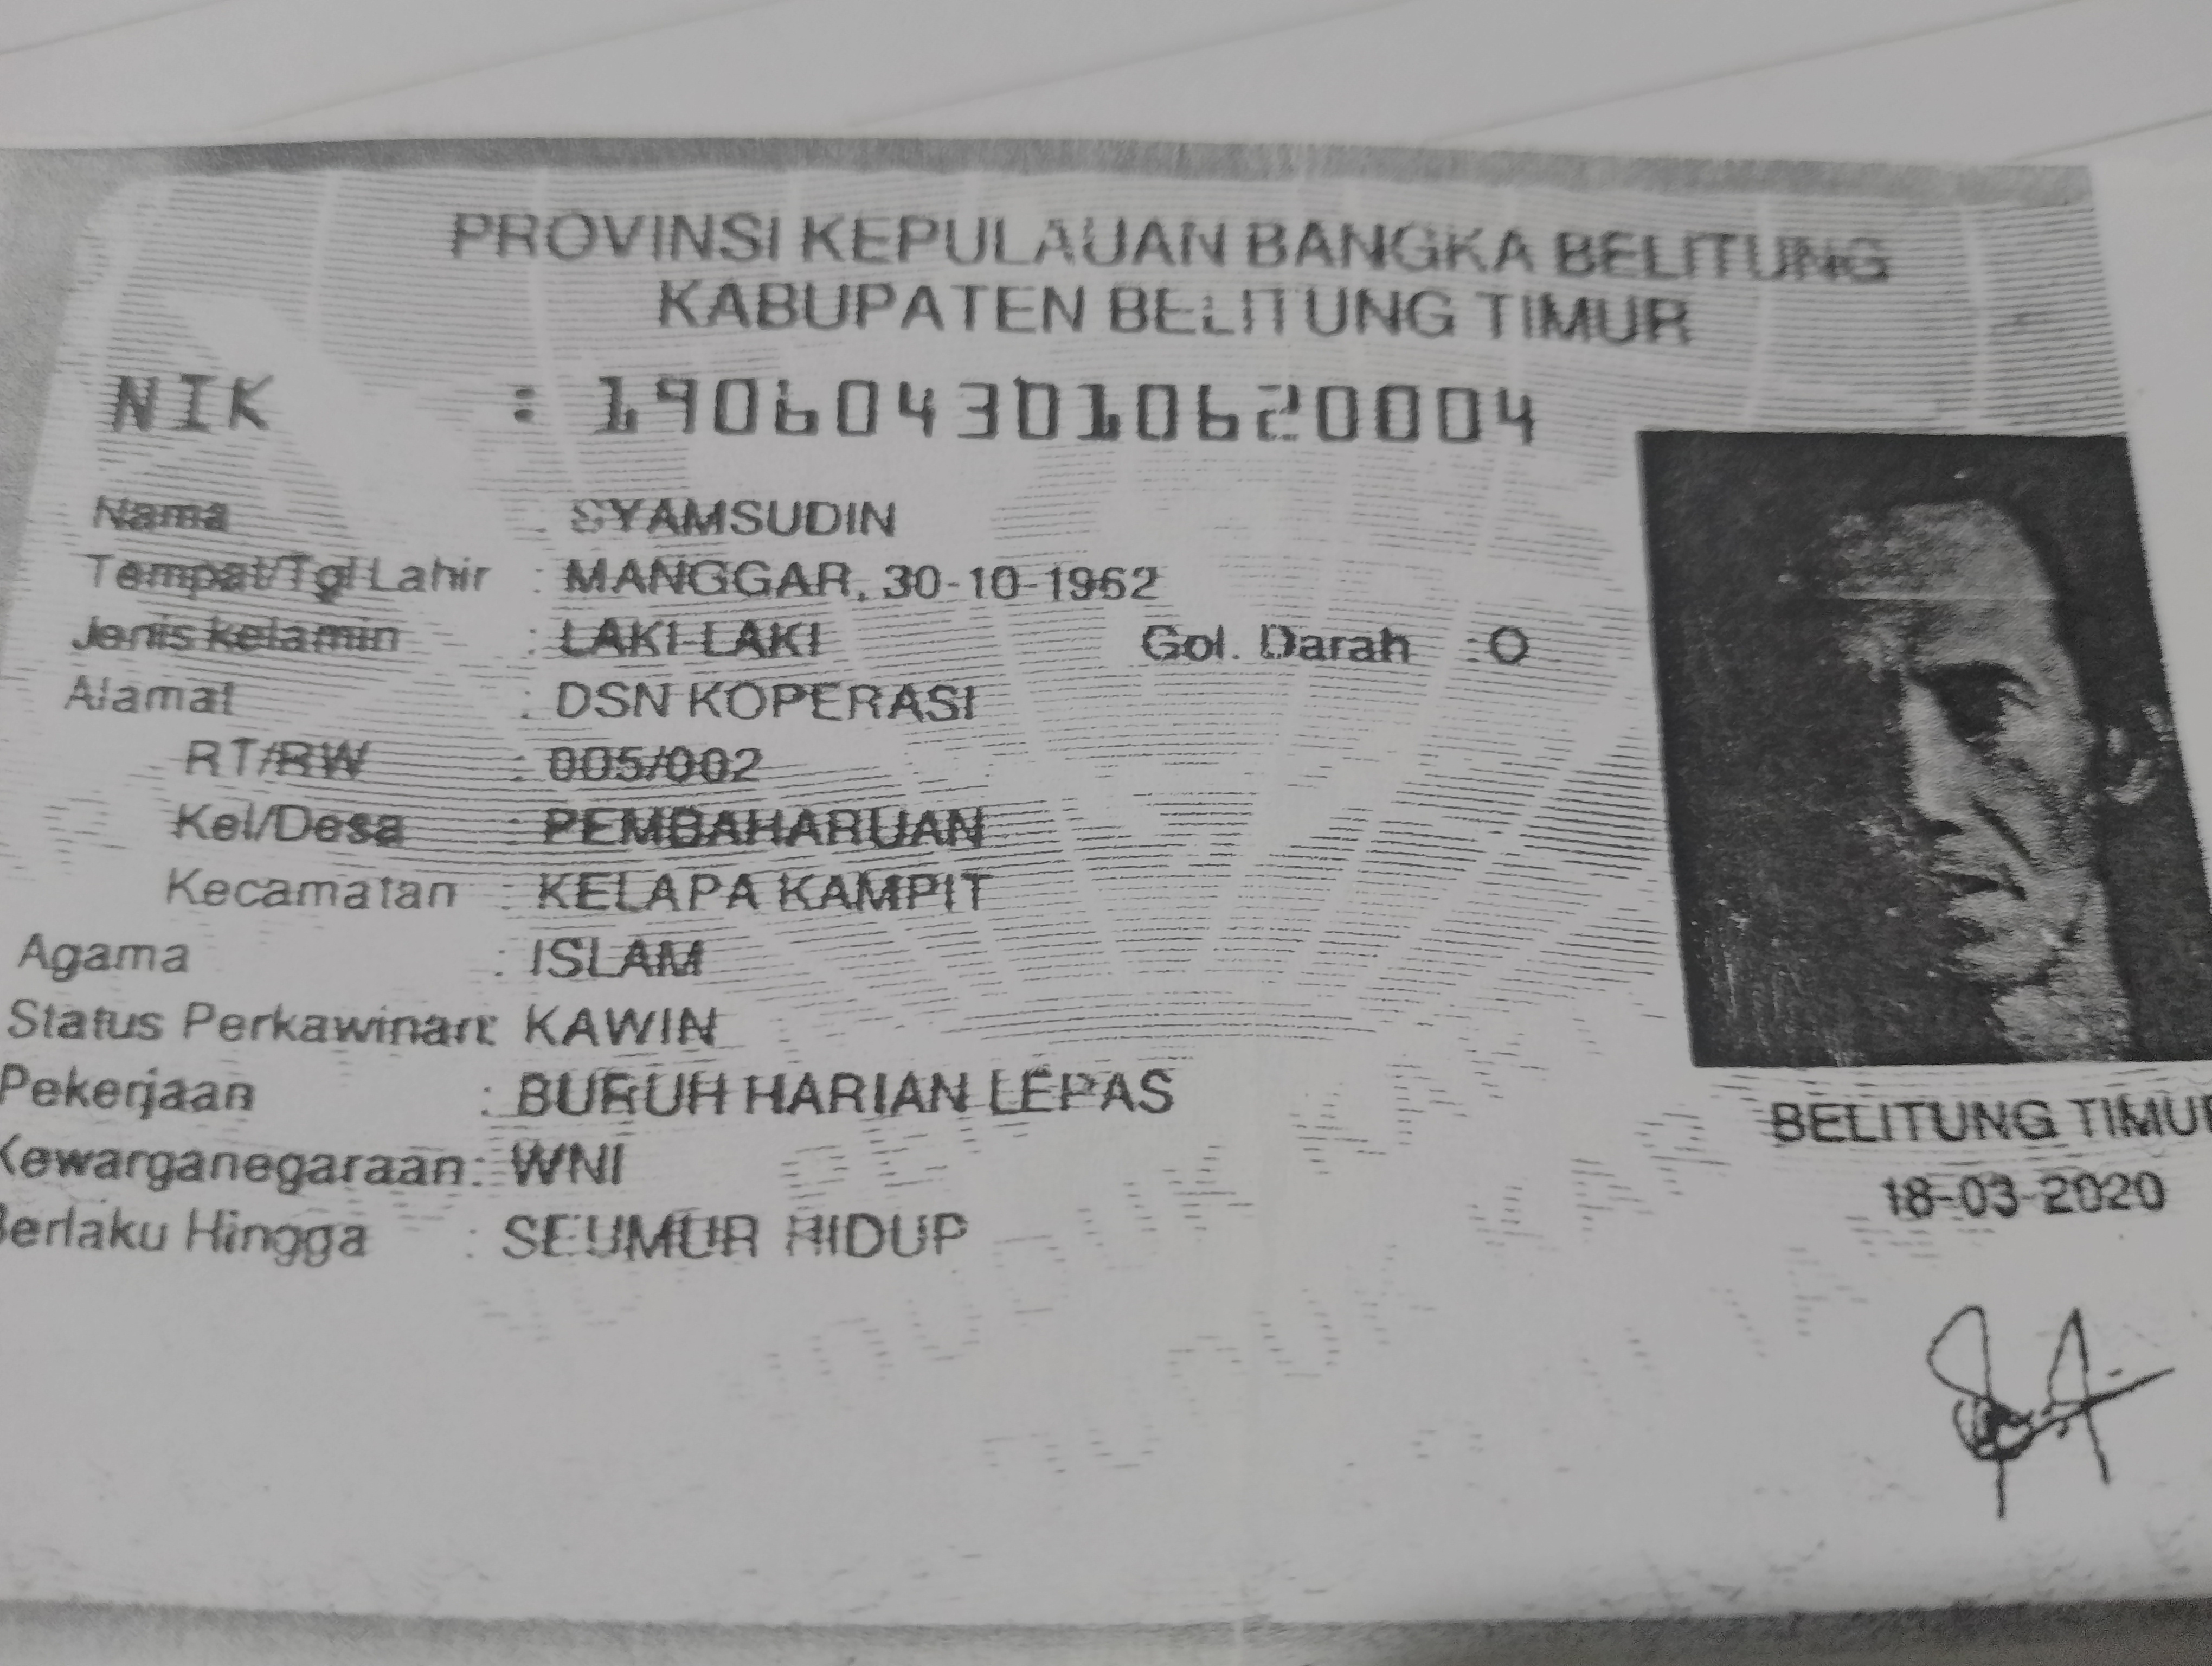 PROVINSI KEPULAUAN BANGKA BELITUNG
KABUPATEN BELITUNG TIMUR
NIK : 1906043010620004
Nama : SYAMSUDIN
Tempat/Tgl Lahir : MANGGAR, 30-10-1962
Jenis kelamin : LAKI-LAKI Gol. Darah :O
Alamat : DSN KOPERASI
RT/RW : 005/002
Kel/Desa : PEMBAHARUAN
Kecamatan : KELAPA KAMPIT
Agama : ISLAM
Status Perkawinan: KAWIN
Pekerjaan : BURUH HARIAN LEPAS
Kewarganegaraan: WNI
Berlaku Hingga : SEUMUR HIDUP
BELITUNG TIMUR
18-03-2020